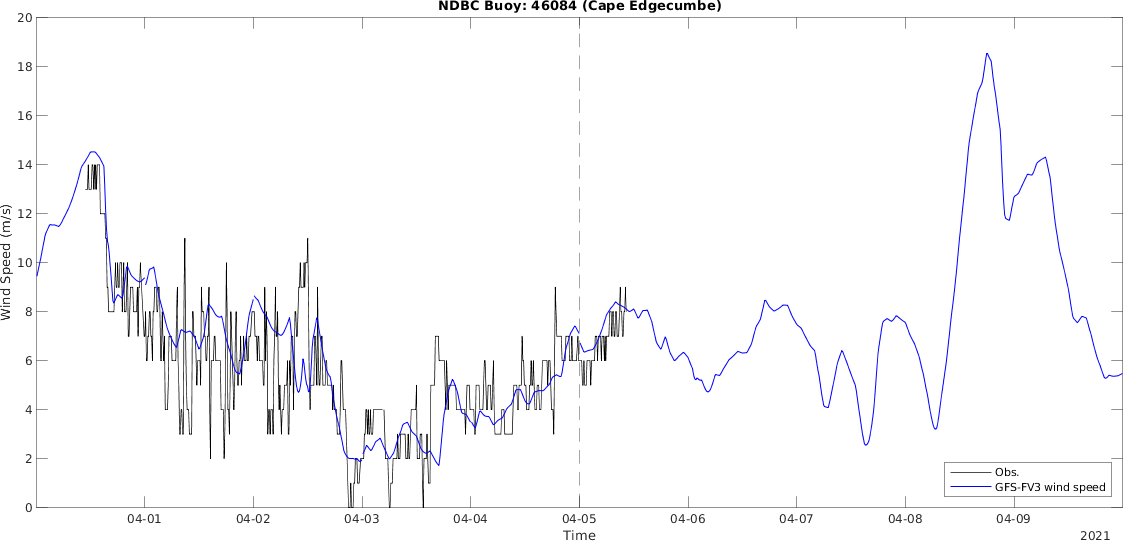 NDBC Buoy: 46084 (Cape Edgecumbe)
20
18
16
14
12
10
8
6
4
2
0
Wind Speed (m/s)
04-01 04-02 04-03 04-04 04-05 04-06 04-07 04-08 04-09
Time
2021
Obs.
GFS-FV3 wind speed